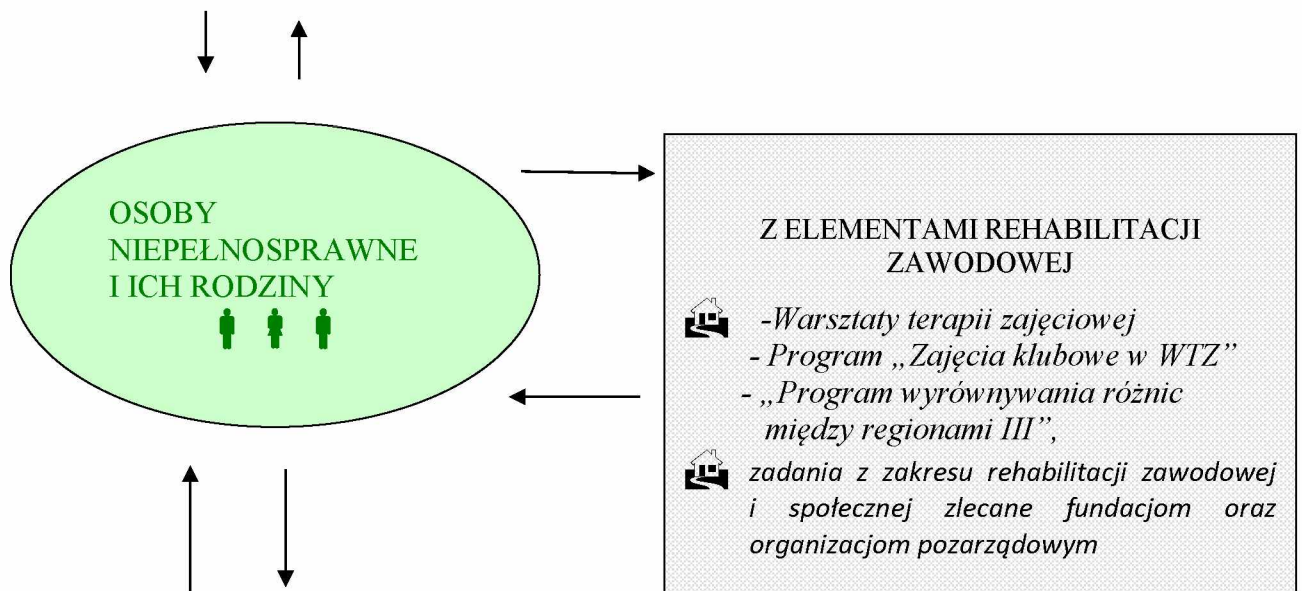 OSOBY
NIEPEŁNOSPRAWNE
I ICH RODZINY
Z ELEMENTAMI REHABILITACJI
ZAWODOWEJ
-Warsztaty terapii zajęciowej
- Program „Zajęcia klubowe w WTZ”
- „Program wyrównywania różnic
między regionami III”,
zadania z zakresu rehabilitacji zawodowej
i społecznej zlecane fundacjom oraz
organizacjom pozarządowym